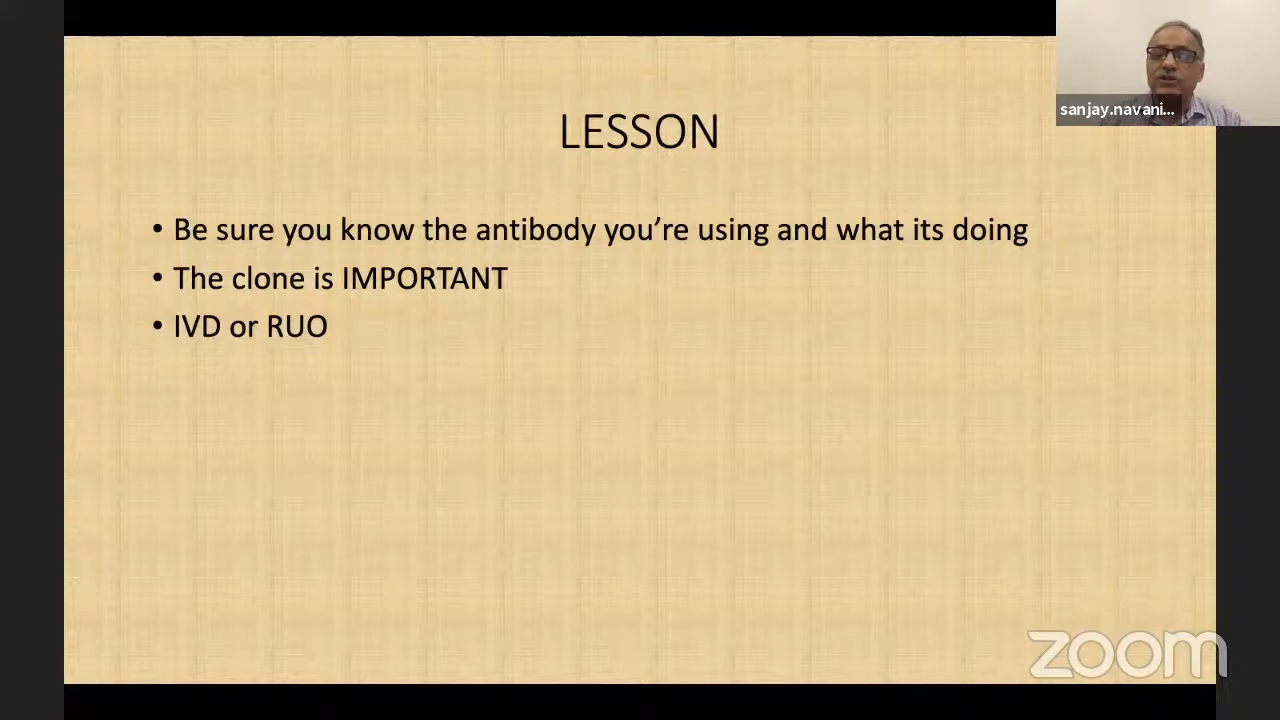 sanjay.navani...
LESSON
• Be sure you know the antibody you’re using and what its doing
• The clone is IMPORTANT
• IVD or RUO
zoom